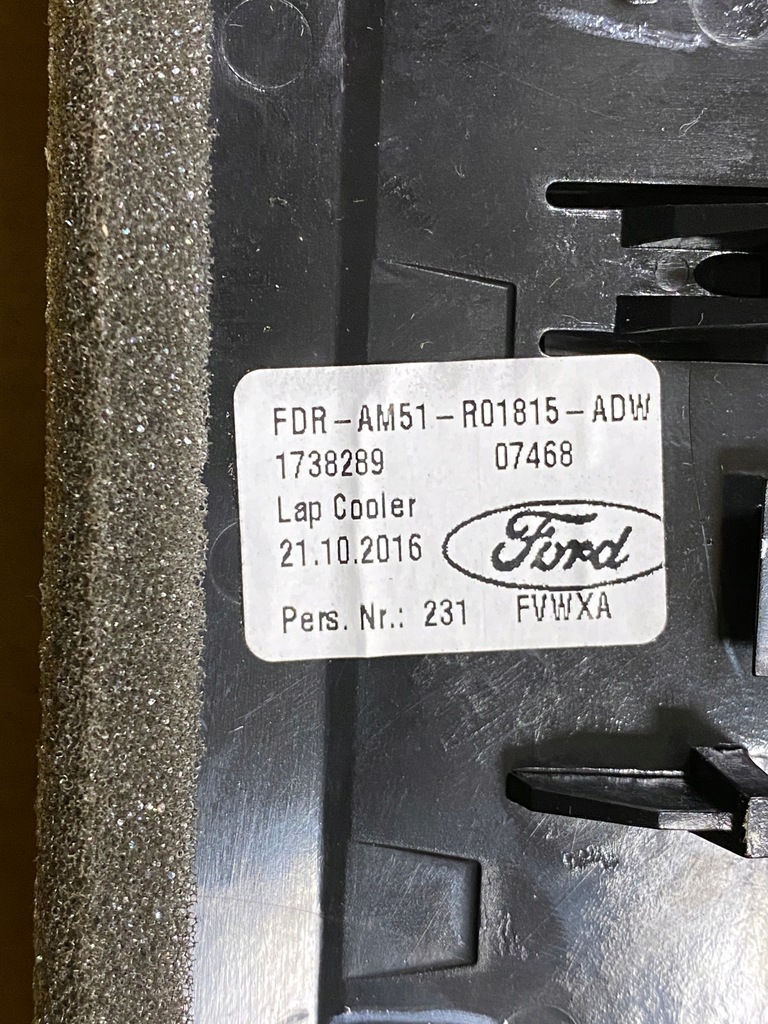 FDR-AM51-R01815-ADW
1738289 07468
Lap Cooler
21.10.2016 Ford
Pers. Nr.: 231 FVWXA